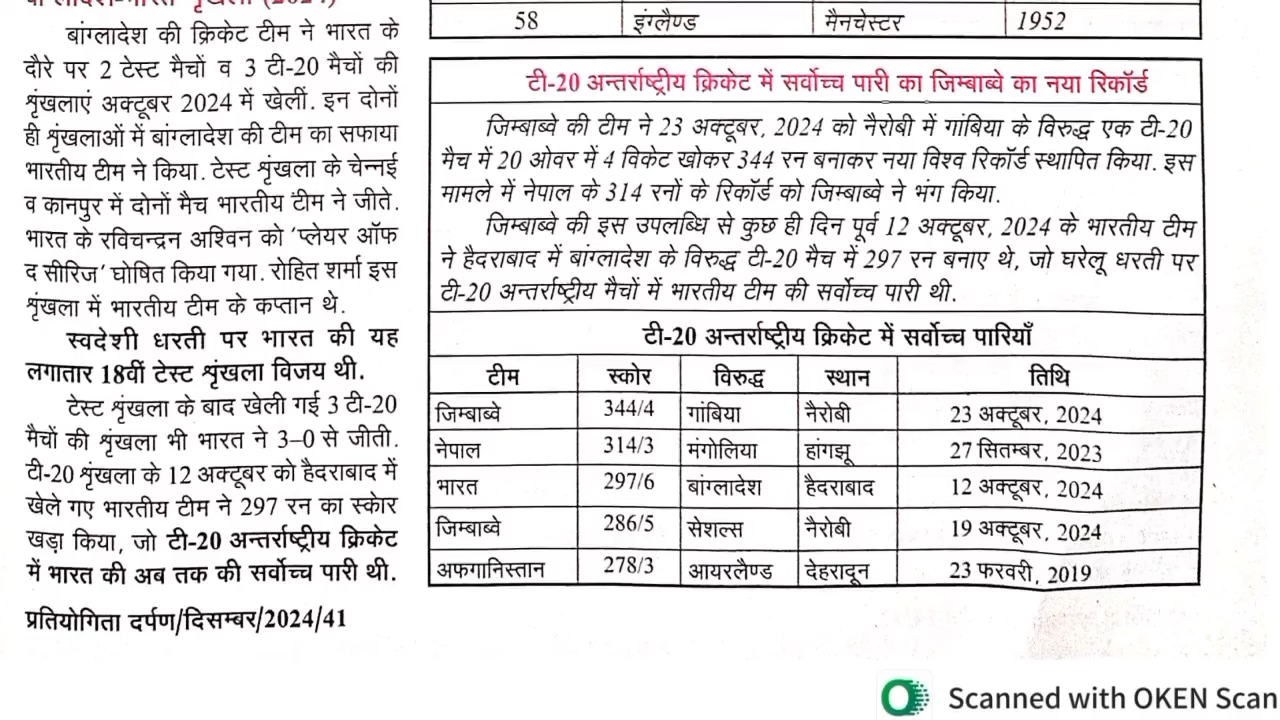 बांग्लादेश की क्रिकेट टीम ने भारत के
दौरे पर 2 टेस्ट मैचों व 3 टी-20 मैचों की
शृंखलाएं अक्टूबर 2024 में खेलीं. इन दोनों
ही शृंखलाओं में बांग्लादेश की टीम का सफाया
भारतीय टीम ने किया. टेस्ट शृंखला के चेन्नई
व कानपुर में दोनों मैच भारतीय टीम ने जीते.
भारत के रविचन्द्रन अश्विन को 'प्लेयर ऑफ
द सीरिज' घोषित किया गया. रोहित शर्मा इस
शृंखला में भारतीय टीम के कप्तान थे.
स्वदेशी धरती पर भारत की यह
लगातार 18वीं टेस्ट शृंखला विजय थी.
टेस्ट शृंखला के बाद खेली गई 3 टी-20
मैचों की शृंखला भी भारत ने 3–0 से जीती.
टी-20 शृंखला के 12 अक्टूबर को हैदराबाद में
खेले गए भारतीय टीम ने 297 रन का स्कोर
खड़ा किया, जो टी-20 अन्तर्राष्ट्रीय क्रिकेट
में भारत की अब तक की सर्वोच्च पारी थी.
प्रतियोगिता दर्पण/दिसम्बर/2024/41
58 इंग्लैण्ड मैनचेस्टर 1952
टी-20 अन्तर्राष्ट्रीय क्रिकेट में सर्वोच्च पारी का जिम्बाब्वे का नया रिकॉर्ड
जिम्बाब्वे की टीम ने 23 अक्टूबर, 2024 को नैरोबी में गांबिया के विरुद्ध एक टी-20
मैच में 20 ओवर में 4 विकेट खोकर 344 रन बनाकर नया विश्व रिकॉर्ड स्थापित किया. इस
मामले में नेपाल के 314 रनों के रिकॉर्ड को जिम्बाब्वे ने भंग किया.
जिम्बाब्वे की इस उपलब्धि से कुछ ही दिन पूर्व 12 अक्टूबर, 2024 के भारतीय टीम
ने हैदराबाद में बांग्लादेश के विरुद्ध टी-20 मैच में 297 रन बनाए थे, जो घरेलू धरती पर
टी-20 अन्तर्राष्ट्रीय मैचों में भारतीय टीम की सर्वोच्च पारी थी.
टी-20 अन्तर्राष्ट्रीय क्रिकेट में सर्वोच्च पारियाँ
टीम स्कोर विरुद्ध स्थान तिथि
जिम्बाब्वे 344/4 गांबिया नैरोबी 23 अक्टूबर, 2024
नेपाल 314/3 मंगोलिया हांगझू 27 सितम्बर, 2023
भारत 297/6 बांग्लादेश हैदराबाद 12 अक्टूबर, 2024
जिम्बाब्वे 286/5 सेशल्स नैरोबी 19 अक्टूबर, 2024
अफगानिस्तान 278/3 आयरलैण्ड देहरादून 23 फरवरी, 2019
Scanned with OKEN Scan